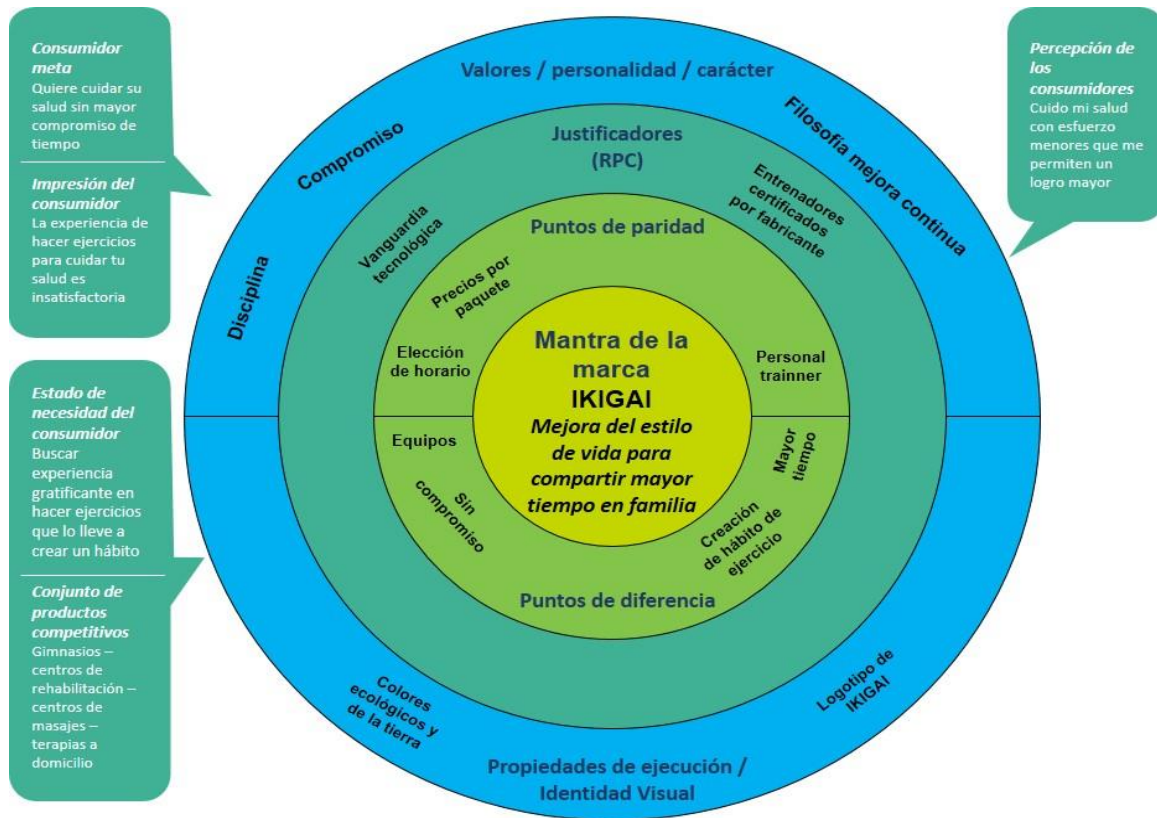 Consumidor
meta
Quiere cuidar su
salud sin mayor
compromiso de
tiempo
Impresión del
consumidor
La experiencia de
hacer ejercicios
para cuidar tu
salud es
insatisfactoria
Estado de
necesidad del
consumidor
Buscar
experiencia
gratificante en
hacer ejercicios
que lo lleve a
crear un hábito
Conjunto de
productos
competitivos
Gimnasios –
centros de
rehabilitación –
centros de
masajes –
terapias a
domicilio
Valores / personalidad / carácter
Disciplina
Compromiso
Filosofía mejora continua
Justificadores
(RPC)
Vanguardia
tecnológica
Entrenadores
certificados
por fabricante
Puntos de paridad
Precios por
paquete
Elección
de horario
Personal
trainner
Mantra de la
marca
IKIGAI
Mejora del estilo
de vida para
compartir mayor
tiempo en familia
Equipos
Sin
compromiso
Mayor
tiempo
Creación
de hábito de
ejercicio
Puntos de diferencia
Colores
ecológicos y
de la tierra
Logotipo de
IKIGAI
Propiedades de ejecución /
Identidad Visual
Percepción de
los
consumidores
Cuido mi salud
con esfuerzo
menores que me
permiten un
logro mayor